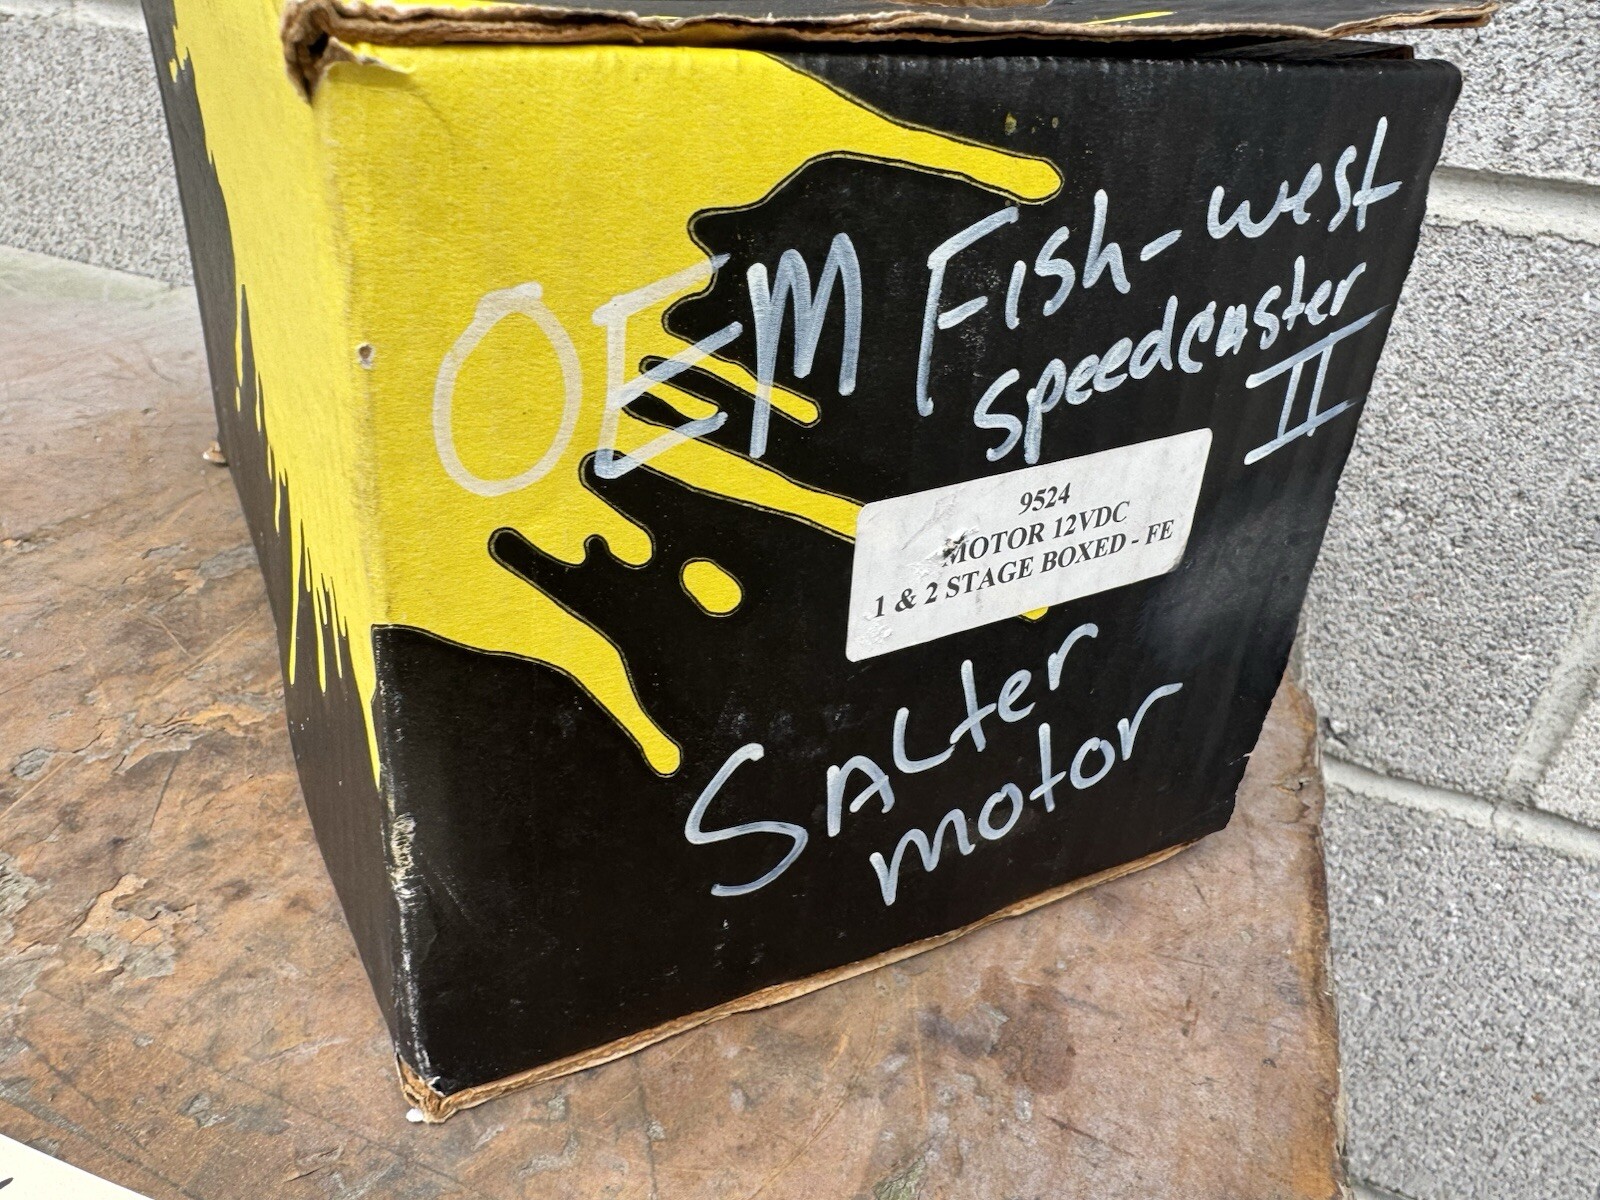 OEM Fish-west
Speedcaster
II
9524
MOTOR 12VDC
1 & 2 STAGE BOXED - FE
SALter
motor